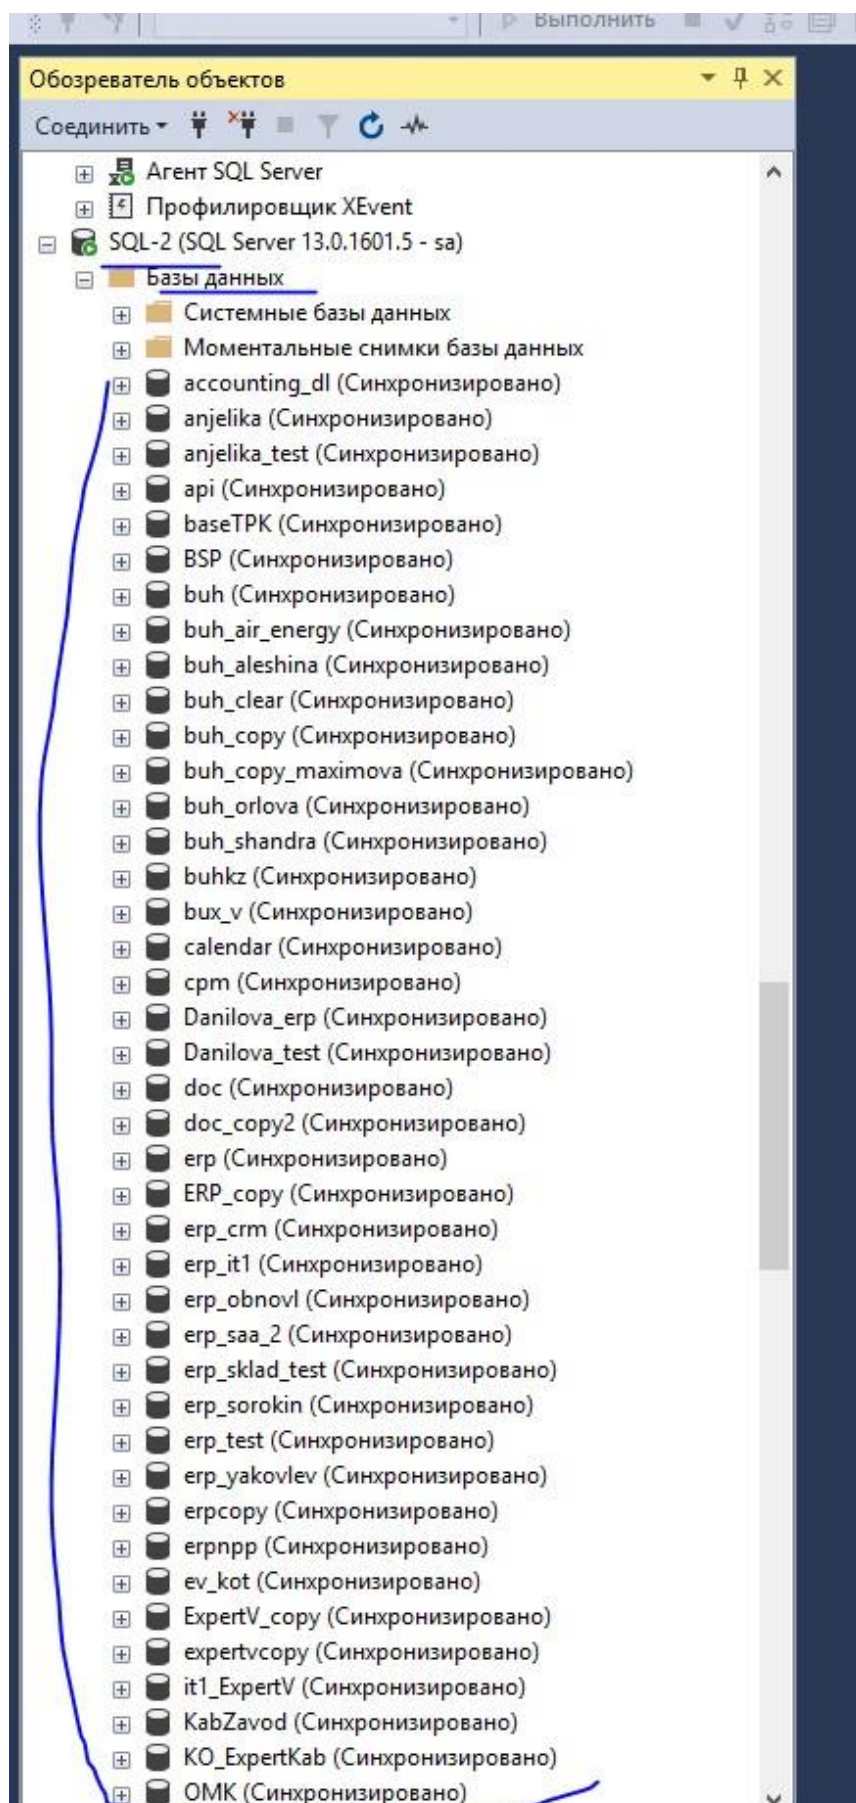 Выполнить
Обозреватель объектов
Соединить
Агент SQL Server
Профилировщик XEvent
SQL-2 (SQL Server 13.0.1601.5 - sa)
Базы данных
Системные базы данных
Моментальные снимки базы данных
accounting_dl (Синхронизировано)
anjelika (Синхронизировано)
anjelika_test (Синхронизировано)
api (Синхронизировано)
baseTPK (Синхронизировано)
BSP (Синхронизировано)
buh (Синхронизировано)
buh_air_energy (Синхронизировано)
buh_aleshina (Синхронизировано)
buh_clear (Синхронизировано)
buh_copy (Синхронизировано)
buh_copy_maximova (Синхронизировано)
buh_orlova (Синхронизировано)
buh_shandra (Синхронизировано)
buhkz (Синхронизировано)
bux_v (Синхронизировано)
calendar (Синхронизировано)
cpm (Синхронизировано)
Danilova_erp (Синхронизировано)
Danilova_test (Синхронизировано)
doc (Синхронизировано)
doc_copy2 (Синхронизировано)
erp (Синхронизировано)
ERP_copy (Синхронизировано)
erp_crm (Синхронизировано)
erp_it1 (Синхронизировано)
erp_obnovl (Синхронизировано)
erp_saa_2 (Синхронизировано)
erp_sklad_test (Синхронизировано)
erp_sorokin (Синхронизировано)
erp_test (Синхронизировано)
erp_yakovlev (Синхронизировано)
erpcopy (Синхронизировано)
erpnpp (Синхронизировано)
ev_kot (Синхронизировано)
ExpertV_copy (Синхронизировано)
expertvcopy (Синхронизировано)
it1_ExpertV (Синхронизировано)
KabZavod (Синхронизировано)
KO_ExpertKab (Синхронизировано)
OMK (Синхронизировано)